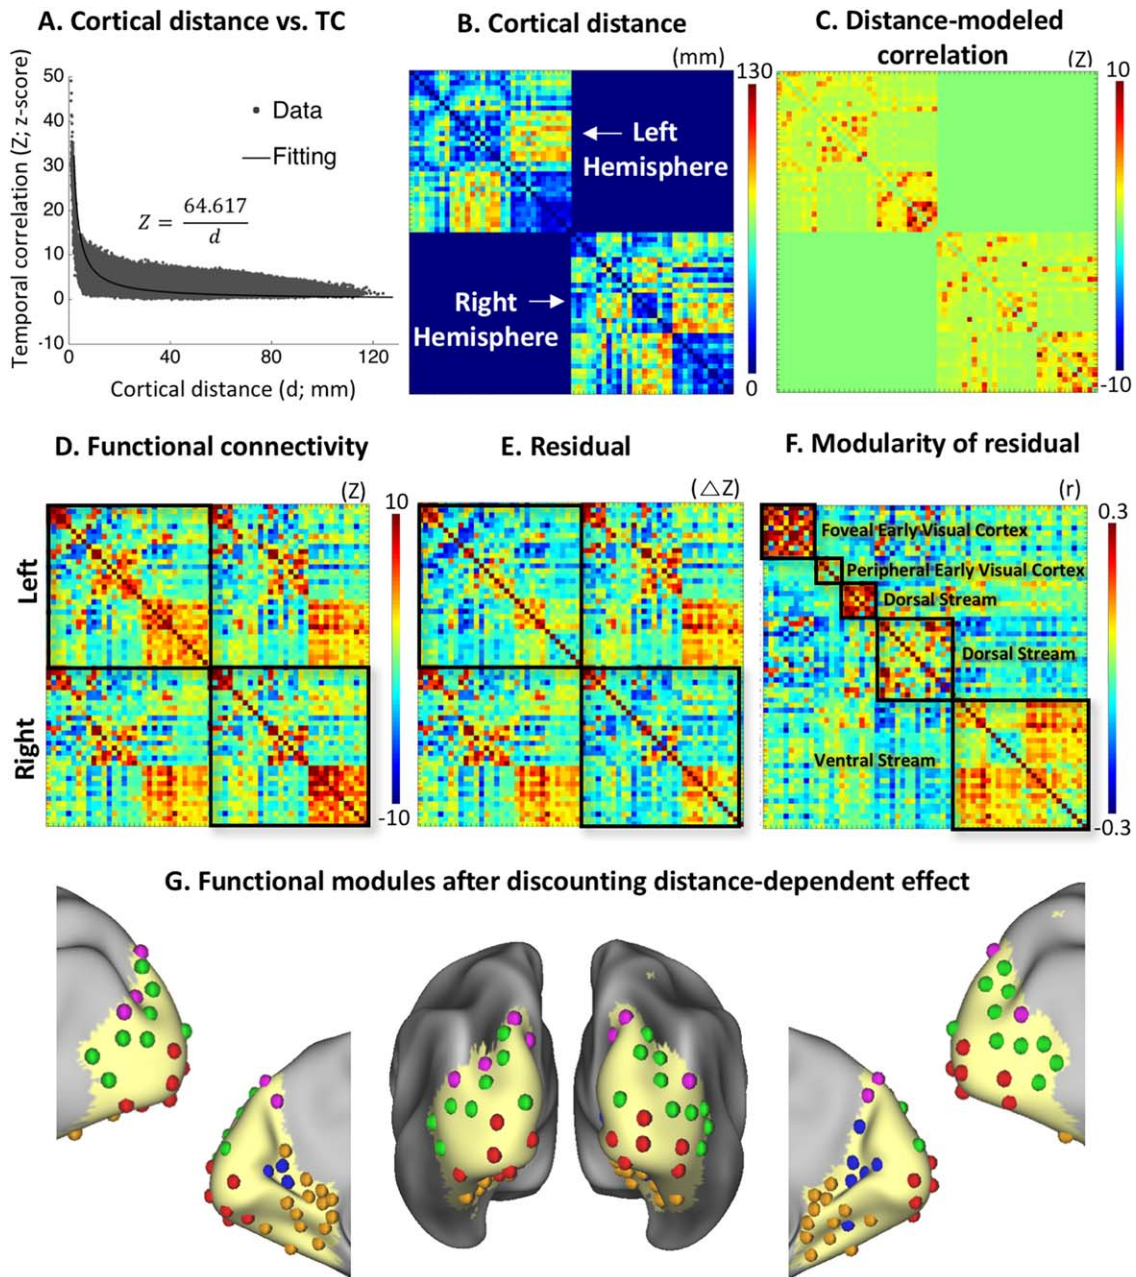 A. Cortical distance vs. TC
Temporal correlation (Z; z-score)
50
40
30
20
10
0
-10
0
40
80
120
Cortical distance (d; mm)
Data
Fitting
Z = 64.617 / d
B. Cortical distance
(mm)
130
0
Left
Hemisphere
Right
Hemisphere
C. Distance-modeled
correlation
(Z)
10
-10
D. Functional connectivity
(Z)
10
-10
Left
Right
E. Residual
(△Z)
F. Modularity of residual
(r)
0.3
-0.3
Foveal Early Visual Cortex
Peripheral Early Visual Cortex
Dorsal Stream
Dorsal Stream
Ventral Stream
G. Functional modules after discounting distance-dependent effect